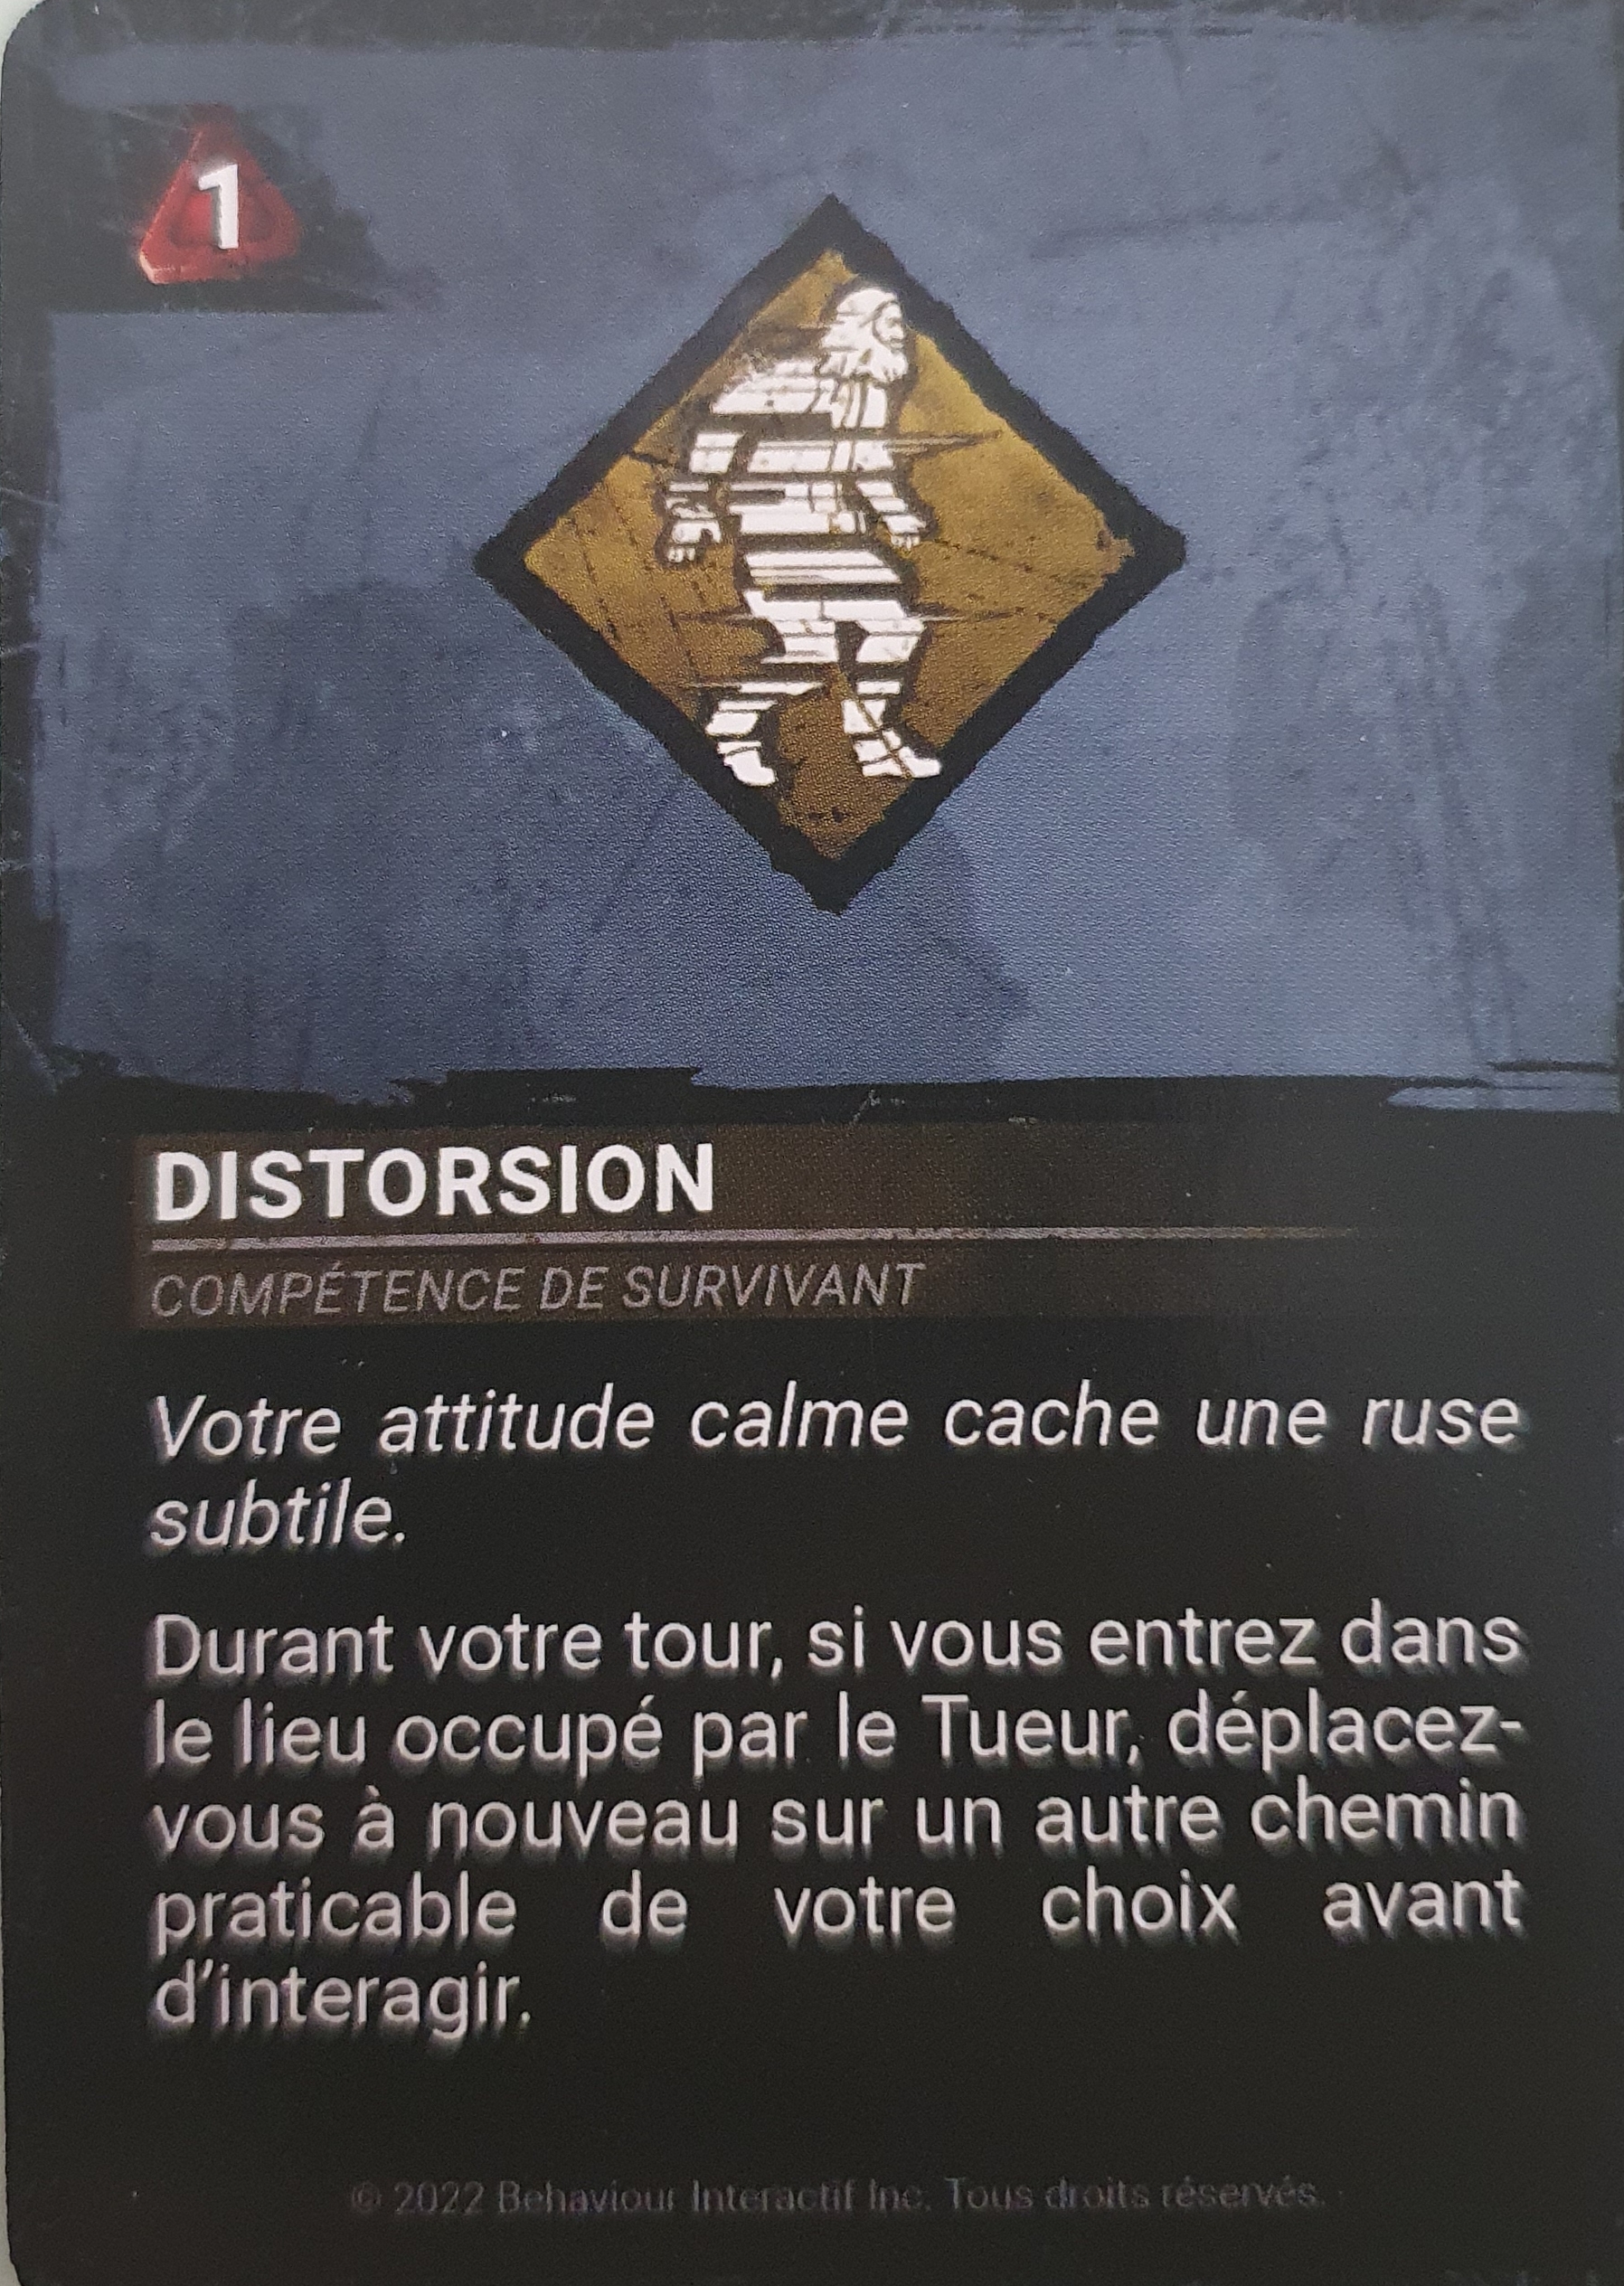 1
DISTORSION
COMPÉTENCE DE SURVIVANT
Votre attitude calme cache une ruse
subtile.
Durant votre tour, si vous entrez dans
le lieu occupé par le Tueur, déplacez-
vous à nouveau sur un autre chemin
praticable de votre choix avant
d'interagir.
© 2022 Behaviour Interactif Inc. Tous droits réservés.